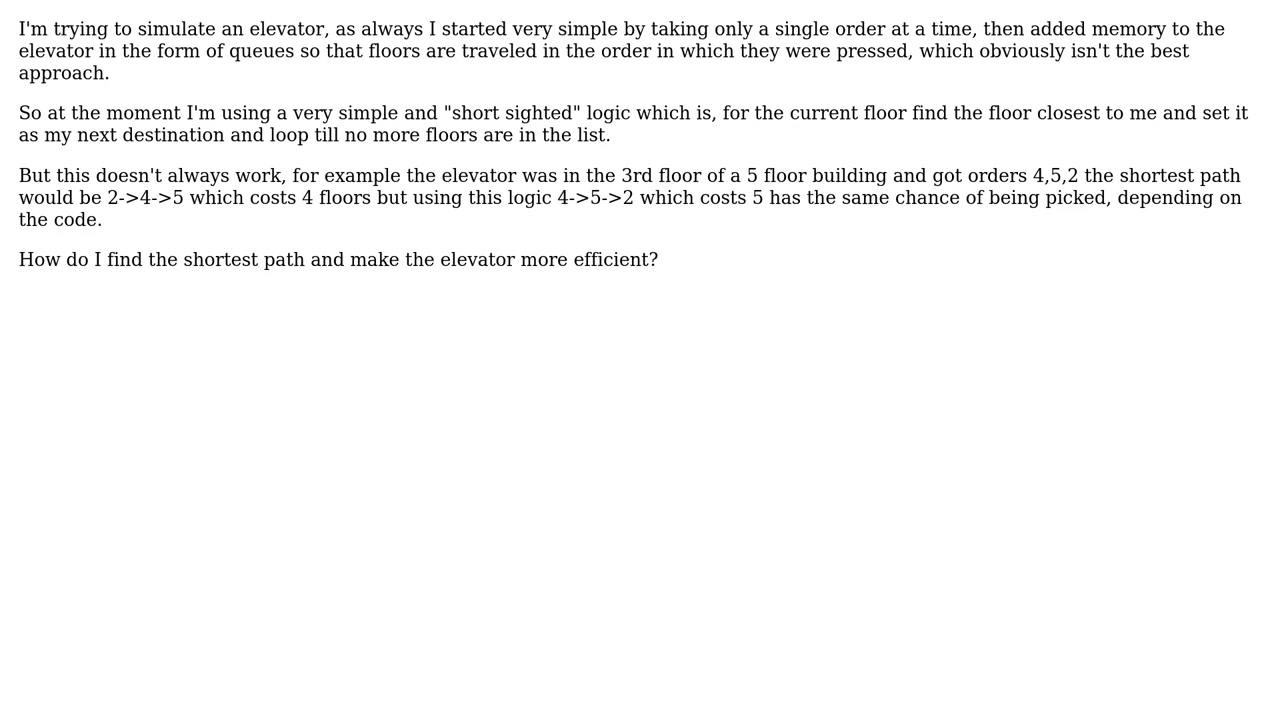 I'm trying to simulate an elevator, as always I started very simple by taking only a single order at a time, then added memory to the
elevator in the form of queues so that floors are traveled in the order in which they were pressed, which obviously isn't the best
approach.
So at the moment I'm using a very simple and "short sighted" logic which is, for the current floor find the floor closest to me and set it
as my next destination and loop till no more floors are in the list.
But this doesn't always work, for example the elevator was in the 3rd floor of a 5 floor building and got orders 4,5,2 the shortest path
would be 2->4->5 which costs 4 floors but using this logic 4->5->2 which costs 5 has the same chance of being picked, depending on
the code.
How do I find the shortest path and make the elevator more efficient?